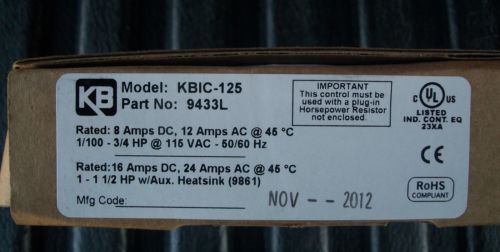 KB
Model: KBIC-125
Part No: 9433L
IMPORTANT
This control must be
used with a plug-in
Horsepower Resistor
not enclosed.
C UL US
LISTED
IND. CONT. EQ
23XA
Rated: 8 Amps DC, 12 Amps AC @ 45 °C
1/100 - 3/4 HP @ 115 VAC - 50/60 Hz
CE
Rated: 16 Amps DC, 24 Amps AC @ 45 °C
1 - 1 1/2 HP w/Aux. Heatsink (9861)
RoHS
COMPLIANT
Mfg Code:
NOV -- 2012